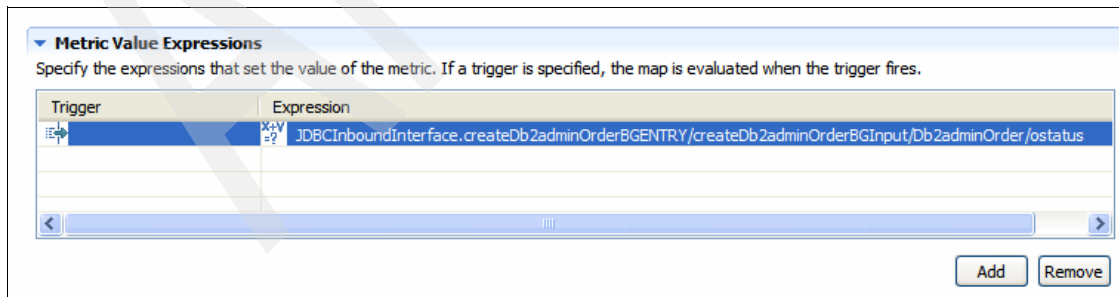 Metric Value Expressions
Specify the expressions that set the value of the metric. If a trigger is specified, the map is evaluated when the trigger fires.
Trigger Expression
X+Y =? JDBCInboundInterface.createDb2adminOrderBGENTRY/createDb2adminOrderBGInput/Db2adminOrder/ostatus
Add Remove